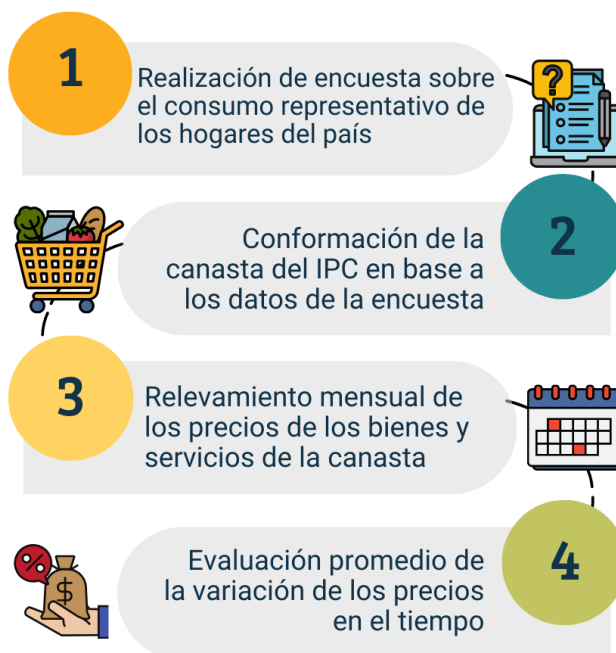 1
Realización de encuesta sobre
el consumo representativo de
los hogares del país
?
2
Conformación de la
canasta del IPC en base a
los datos de la encuesta
3
Relevamiento mensual de
los precios de los bienes y
servicios de la canasta
4
Evaluación promedio de
la variación de los precios
en el tiempo
%
$